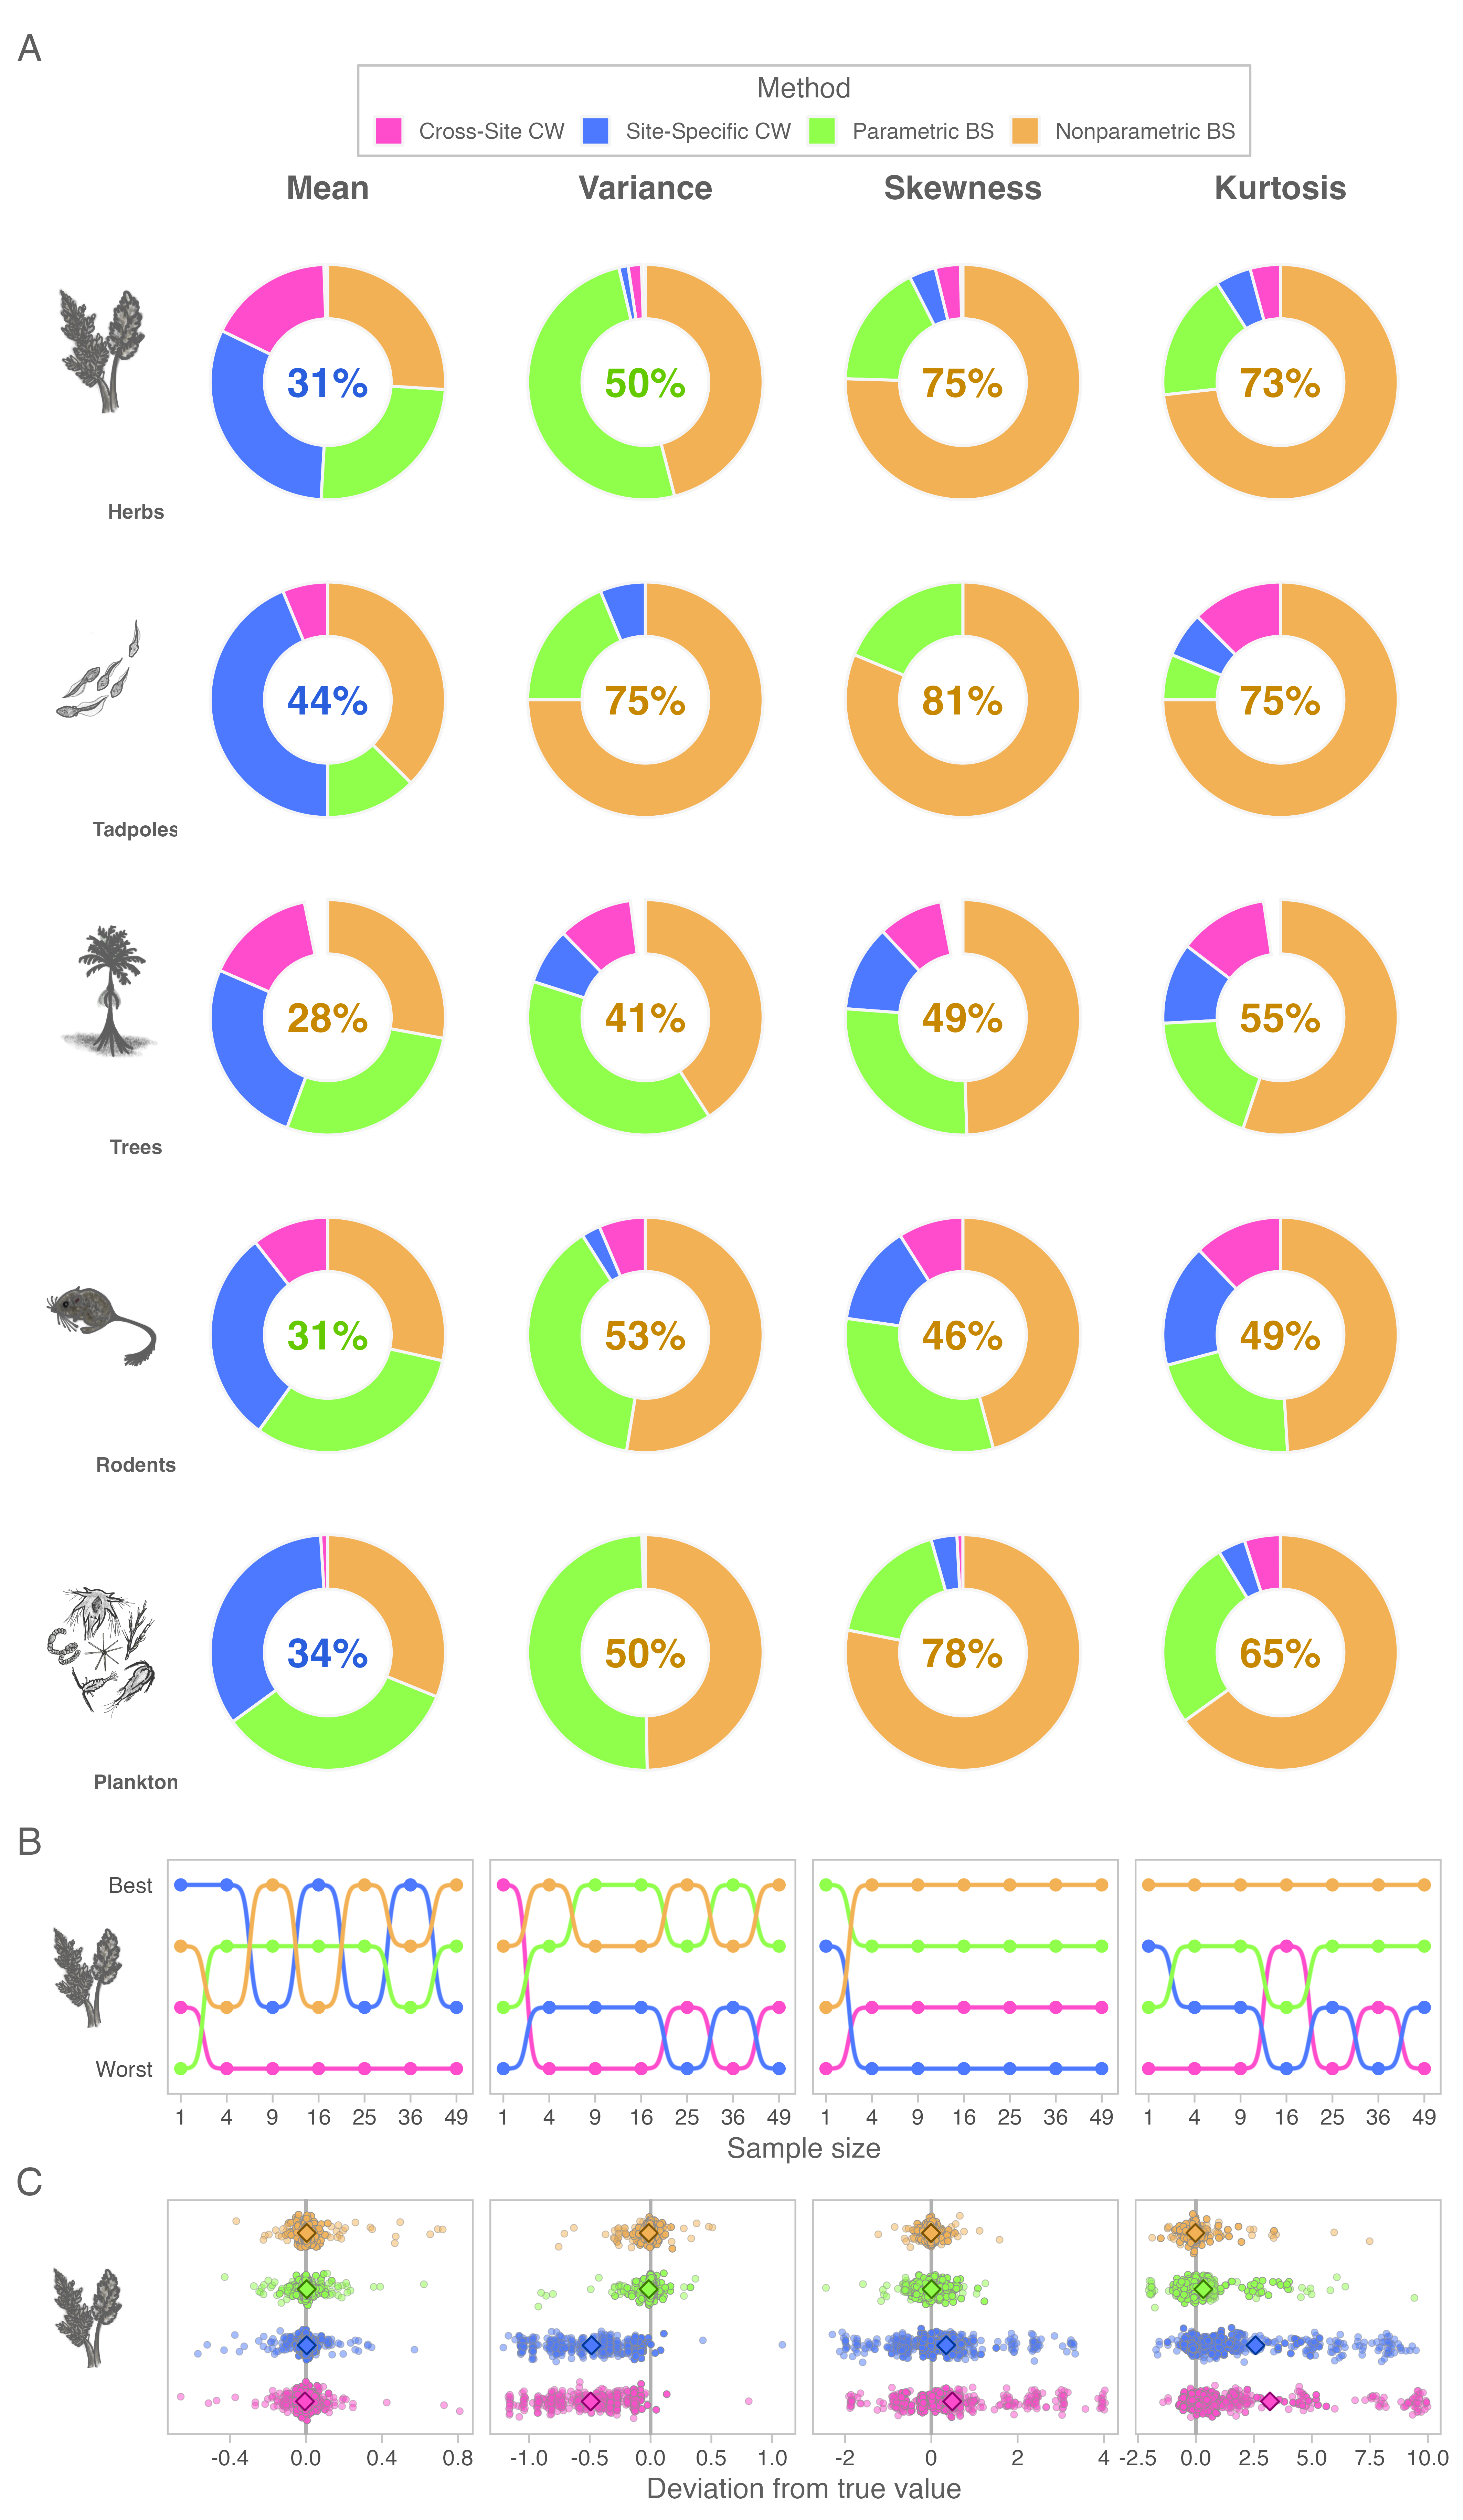 A
Method
Cross-Site CW Site-Specific CW Parametric BS Nonparametric BS
Mean Variance Skewness Kurtosis
31% 50% 75% 73%
Herbs
44% 75% 81% 75%
Tadpoles
28% 41% 49% 55%
Trees
31% 53% 46% 49%
Rodents
34% 50% 78% 65%
Plankton
B
Best
Worst
1 4 9 16 25 36 49 1 4 9 16 25 36 49 1 4 9 16 25 36 49 1 4 9 16 25 36 49
Sample size
C
-0.4 0.0 0.4 0.8 -1.0 -0.5 0.0 0.5 1.0 -2 0 2 4 -2.5 0.0 2.5 5.0 7.5 10.0
Deviation from true value